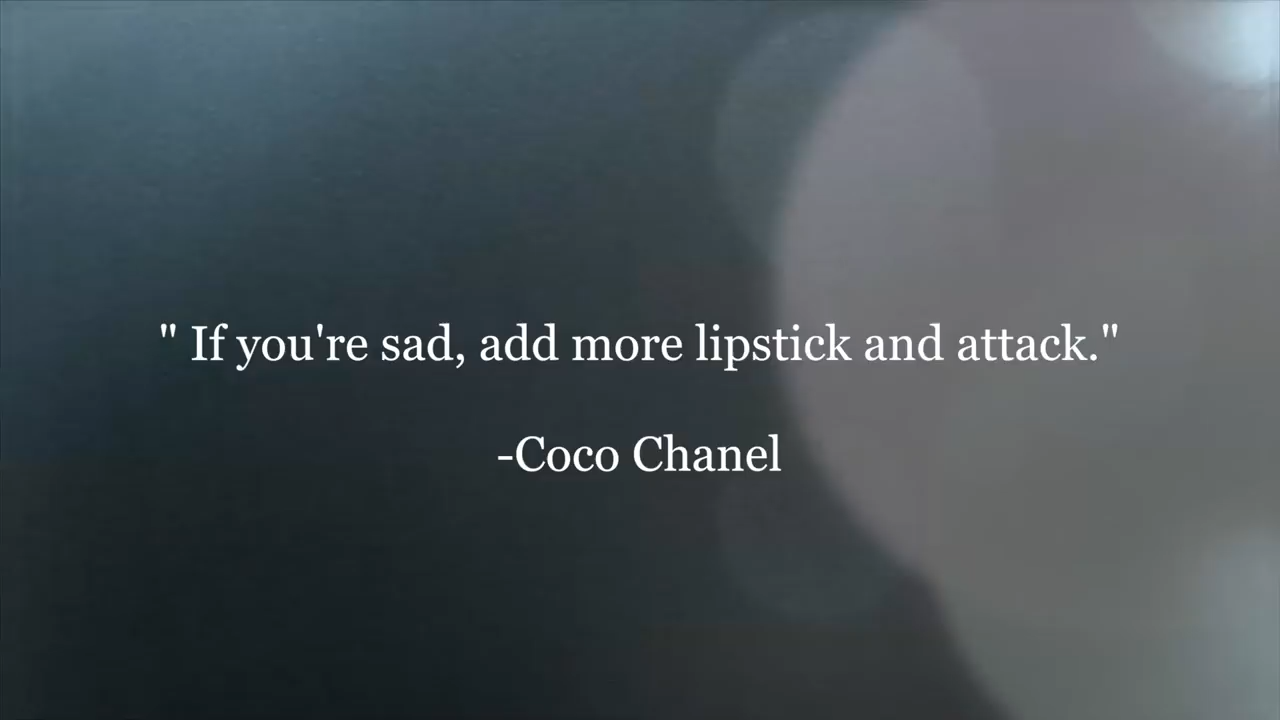 " If you're sad, add more lipstick and attack."
-Coco Chanel